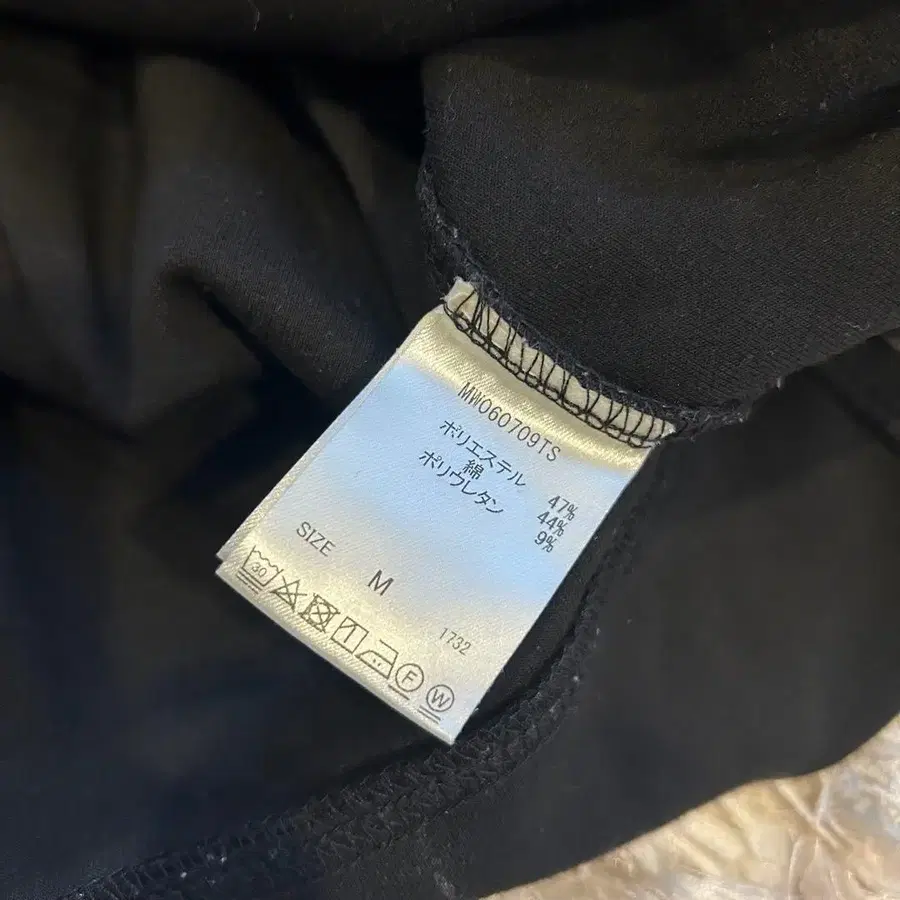 MW060709TS
ポリエステル 47%
綿 44%
ポリウレタン 9%
SIZE M
1732
30
F
W